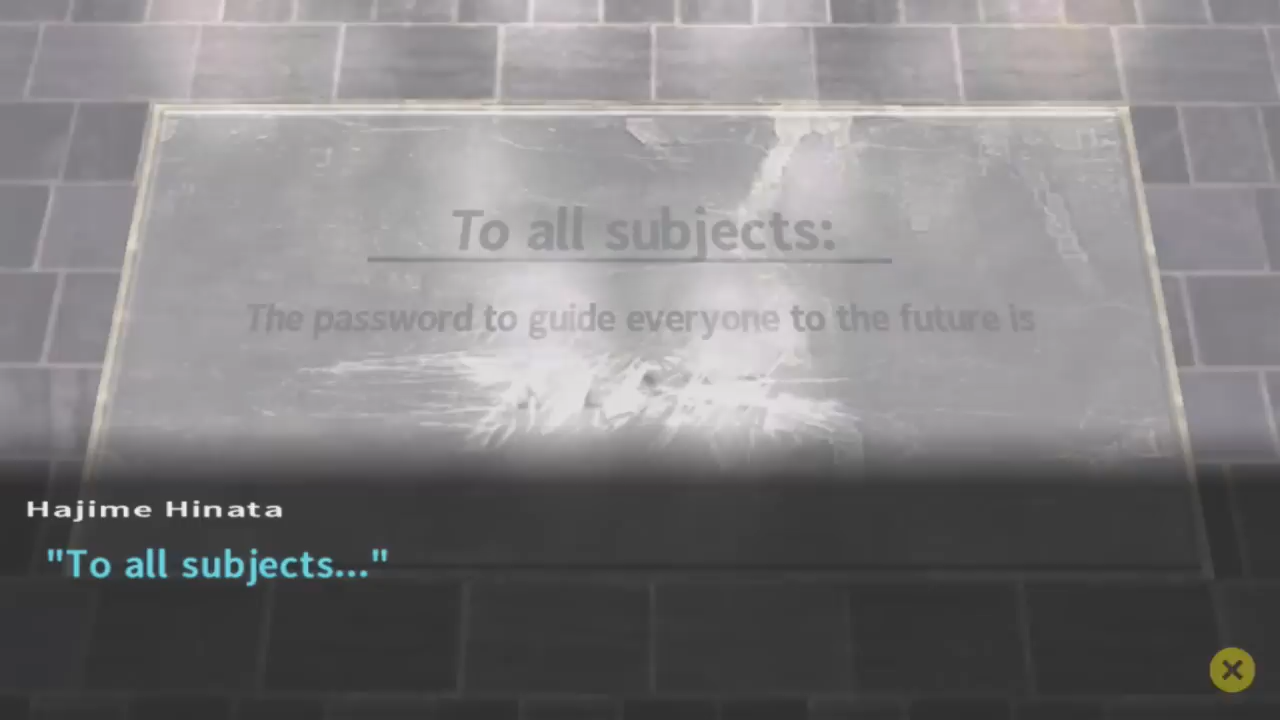 To all subjects:
The password to guide everyone to the future is
Hajime Hinata
"To all subjects..."